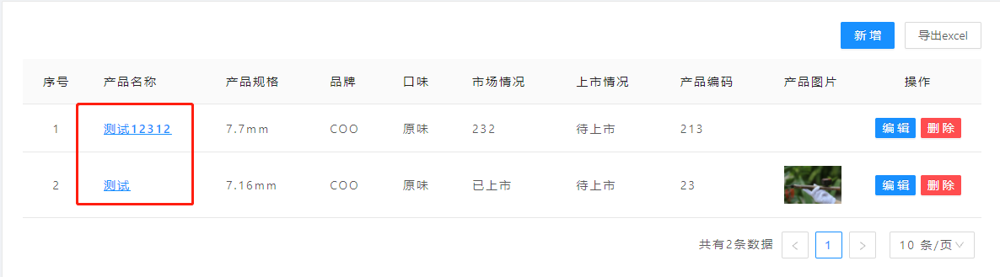 新增 导出excel
序号 产品名称 产品规格 品牌 口味 市场情况 上市情况 产品编码 产品图片 操作
1 测试12312 7.7mm COO 原味 232 待上市 213 编辑 删除
2 测试 7.16mm COO 原味 已上市 待上市 23 编辑 删除
共有2条数据 < 1 > 10 条/页